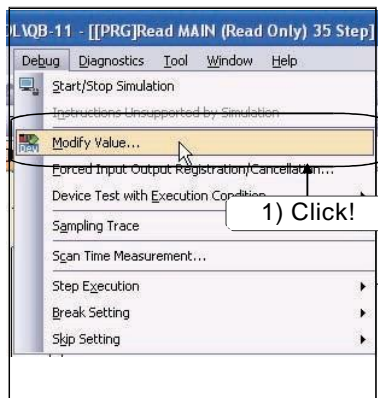 L\QB-11 - [[PRG]Read MAIN (Read Only) 35 Step]
Debug Diagnostics Tool Window Help
Start/Stop Simulation
Instructions Unsupported by Simulation
DEV Modify Value...
Forced Input Output Registration/Cancellation...
Device Test with Execution Condition
1) Click!
Sampling Trace
Scan Time Measurement...
Step Execution
Break Setting
Skip Setting